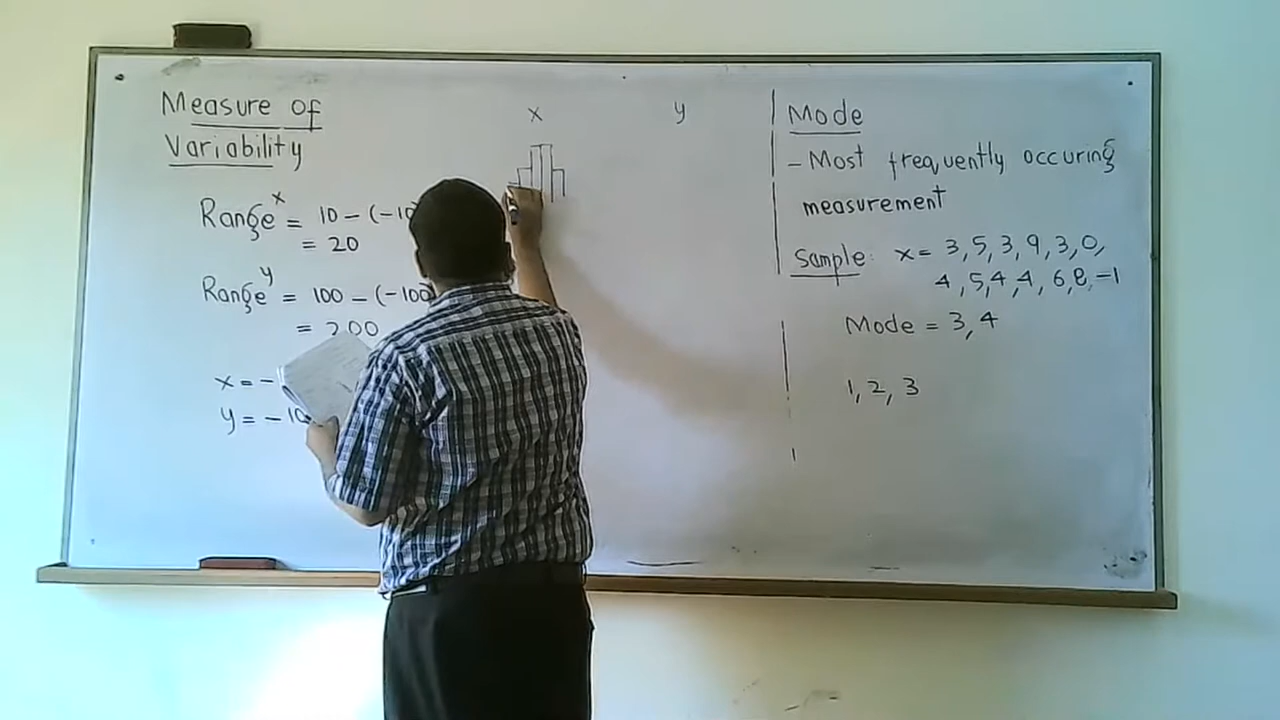 Measure of
Variability
Range^x = 10 - (-10
= 20
Range^y = 100 - (-100)
= 200
x = -
y = -10
x
y
Mode
- Most frequently occuring
measurement
Sample: x = 3, 5, 3, 9, 3, 0,
4, 5, 4, 4, 6, 8, -1
Mode = 3, 4
1, 2, 3